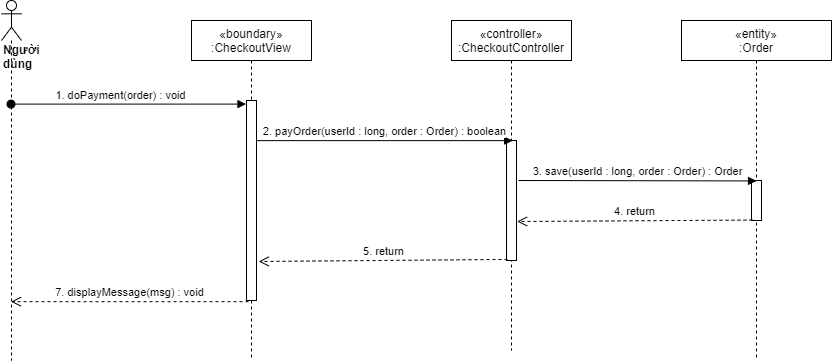 «boundary»
:CheckoutView
«controller»
:CheckoutController
«entity»
:Order
Người
dùng
1. doPayment(order) : void
2. payOrder(userId : long, order : Order) : boolean
3. save(userId : long, order : Order) : Order
4. return
5. return
7. displayMessage(msg) : void